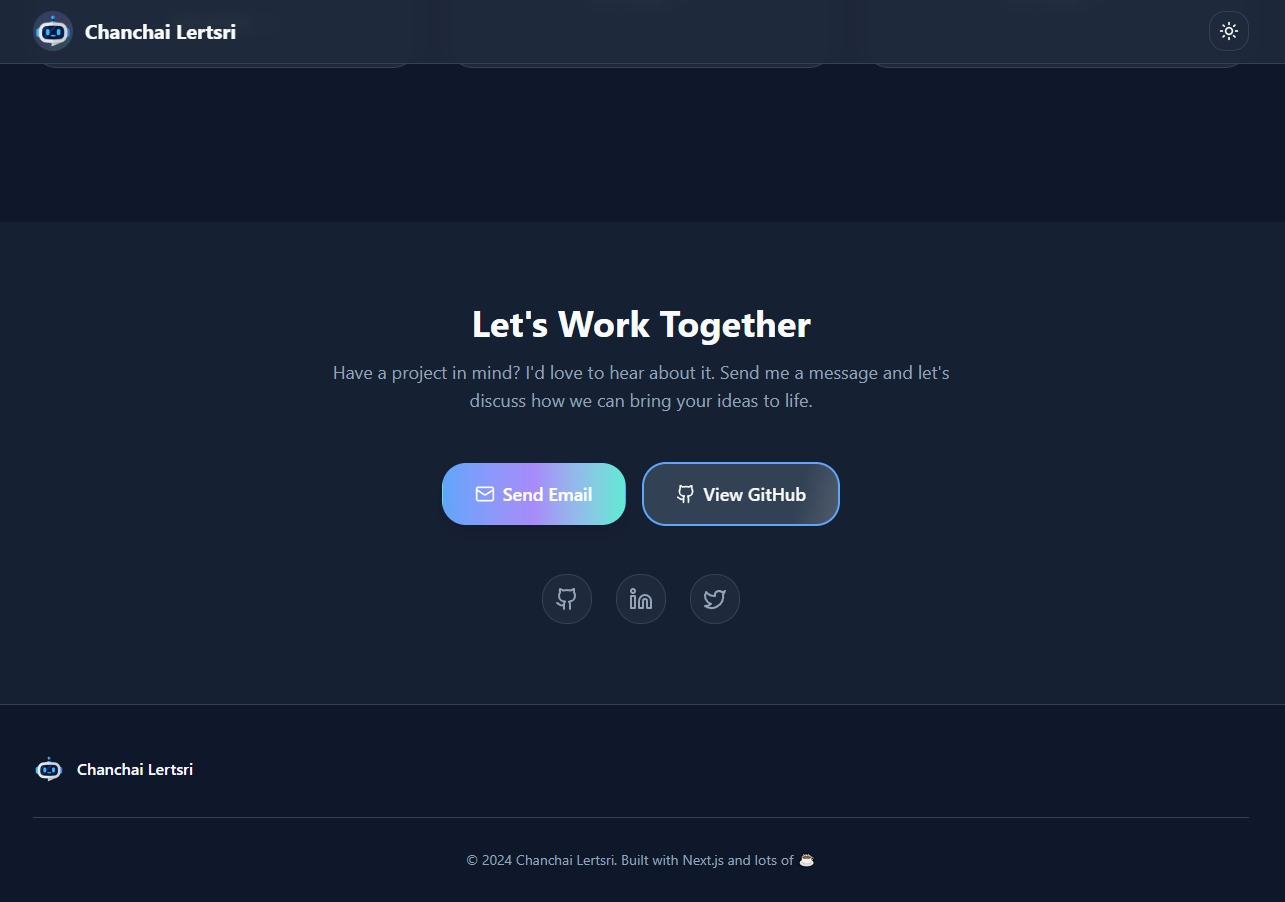 Chanchai Lertsri
Let's Work Together
Have a project in mind? I'd love to hear about it. Send me a message and let's
discuss how we can bring your ideas to life.
Send Email
View GitHub
Chanchai Lertsri
© 2024 Chanchai Lertsri. Built with Next.js and lots of ☕